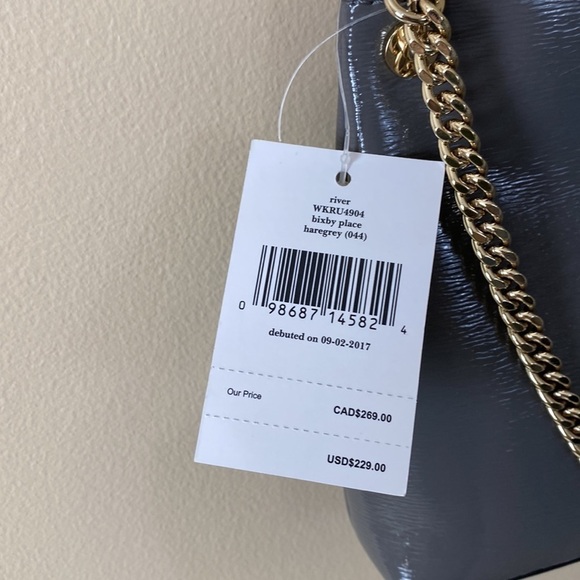 river
WKRU4904
bixby place
haregrey (044)
0 98687 14582 4
debuted on 09-02-2017
Our Price CAD$269.00
USD$229.00